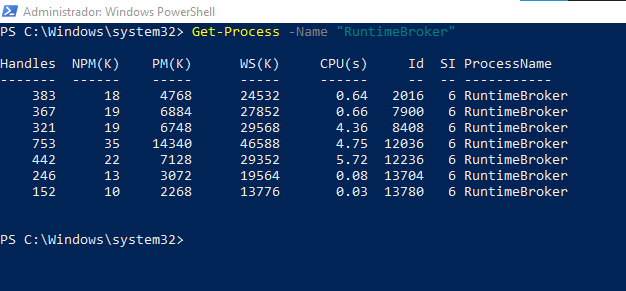 Administrador: Windows PowerShell
PS C:\Windows\system32> Get-Process -Name "RuntimeBroker"
Handles  NPM(K)    PM(K)      WS(K)     CPU(s)     Id  SI ProcessName
-------  ------    -----      -----     ------     --  -- -----------
    383      18     4768      24532       0.64   2016   6 RuntimeBroker
    367      19     6884      27852       0.66   7900   6 RuntimeBroker
    321      19     6748      29568       4.36   8408   6 RuntimeBroker
    753      35    14340      46588       4.75  12036   6 RuntimeBroker
    442      22     7128      29352       5.72  12236   6 RuntimeBroker
    246      13     3072      19564       0.08  13704   6 RuntimeBroker
    152      10     2268      13776       0.03  13780   6 RuntimeBroker
PS C:\Windows\system32>